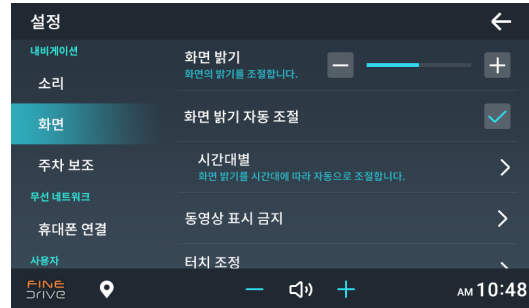 설정
내비게이션
소리
화면
주차 보조
무선 네트워크
휴대폰 연결
사용자
화면 밝기
화면의 밝기를 조절합니다.
화면 밝기 자동 조절
시간대별
화면 밝기를 시간대에 따라 자동으로 조절합니다.
동영상 표시 금지
터치 조정
FINE
Drive
AM 10:48